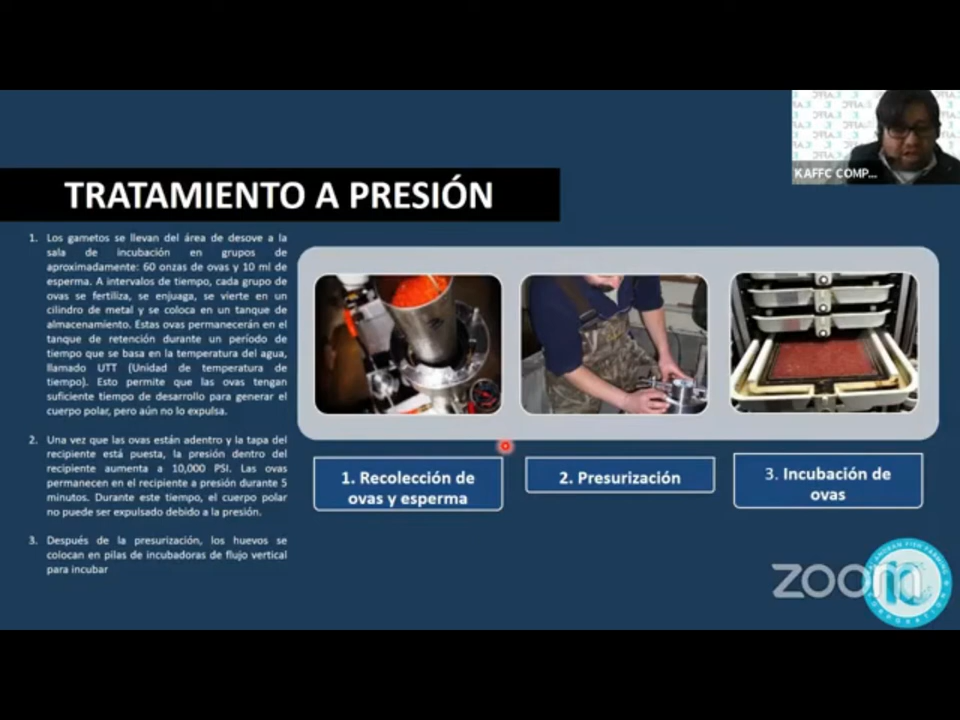 KAFFC COMP...
TRATAMIENTO A PRESIÓN
1. Los gametos se llevan del área de desove a la
sala de incubación en grupos de
aproximadamente: 60 onzas de ovas y 10 ml de
esperma. A intervalos de tiempo, cada grupo de
ovas se fertiliza, se enjuaga, se vierte en un
cilindro de metal y se coloca en un tanque de
almacenamiento. Estas ovas permanecerán en el
tanque de retención durante un período de
tiempo que se basa en la temperatura del agua,
llamado UTT (Unidad de temperatura de
tiempo). Esto permite que las ovas tengan
suficiente tiempo de desarrollo para generar el
cuerpo polar, pero aún no lo expulsa.
2. Una vez que las ovas están adentro y la tapa del
recipiente está puesta, la presión dentro del
recipiente aumenta a 10,000 PSI. Las ovas
permanecen en el recipiente a presión durante 5
minutos. Durante este tiempo, el cuerpo polar
no puede ser expulsado debido a la presión.
3. Después de la presurización, los huevos se
colocan en pilas de incubadoras de flujo vertical
para incubar
1. Recolección de
ovas y esperma
2. Presurización
3. Incubación de
ovas
zoom